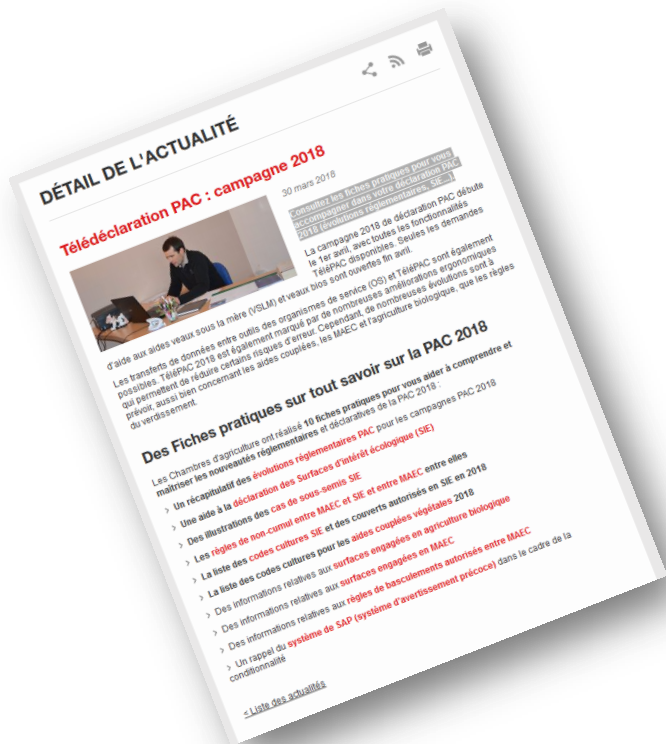 DÉTAIL DE L'ACTUALITÉ
Télédéclaration PAC : campagne 2018
30 mars 2018
Consultez les fiches pratiques pour vous
accompagner dans votre déclaration PAC
2018 (évolutions réglementaires, SIE...).
La campagne 2018 de déclaration PAC débute
le 1er avril, avec toutes les fonctionnalités
TéléPAC disponibles. Seules les demandes
d'aide aux aides veaux sous la mère (VSLM) et veaux bios sont ouvertes fin avril.
Les transferts de données entre outils des organismes de service (OS) et TéléPAC sont également
possibles. TéléPAC 2018 est également marqué par de nombreuses améliorations ergonomiques
qui permettent de réduire certains risques d'erreur. Cependant, de nombreuses évolutions sont à
prévoir, aussi bien concernant les aides couplées, les MAEC et l'agriculture biologique, que les règles
du verdissement.
Des Fiches pratiques sur tout savoir sur la PAC 2018
Les Chambres d'agriculture ont réalisé 10 fiches pratiques pour vous aider à comprendre et
maîtriser les nouveautés réglementaires et déclaratives de la PAC 2018 :
› Un récapitulatif des évolutions réglementaires PAC pour les campagnes PAC 2018
› Une aide à la déclaration des Surfaces d'intérêt écologique (SIE)
› Des illustrations des cas de sous-semis SIE
› Les règles de non-cumul entre MAEC et SIE et entre MAEC entre elles
› La liste des codes cultures SIE et des couverts autorisés en SIE en 2018
› La liste des codes cultures pour les aides couplées végétales 2018
› Des informations relatives aux surfaces engagées en agriculture biologique
› Des informations relatives aux surfaces engagées en MAEC
› Des informations relatives aux règles de basculements autorisés entre MAEC
› Un rappel du système de SAP (système d'avertissement précoce) dans le cadre de la
conditionnalité
< Liste des actualités